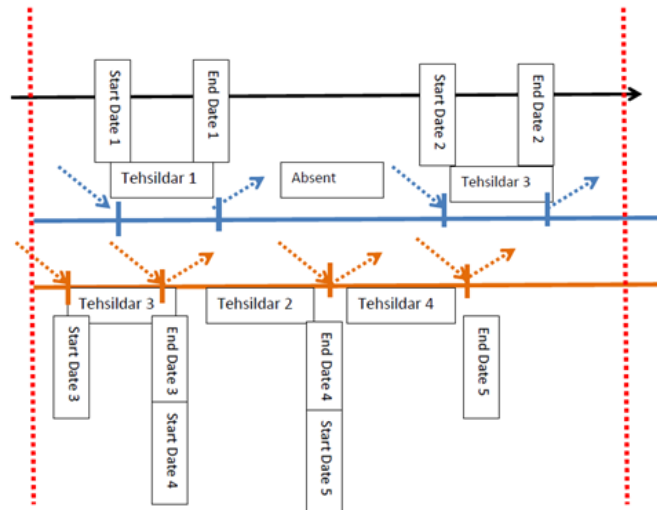 Start Date 1
End Date 1
Start Date 2
End Date 2
Tehsildar 1
Absent
Tehsildar 3
Tehsildar 3
Tehsildar 2
Tehsildar 4
Start Date 3
End Date 3
End Date 4
End Date 5
Start Date 4
Start Date 5